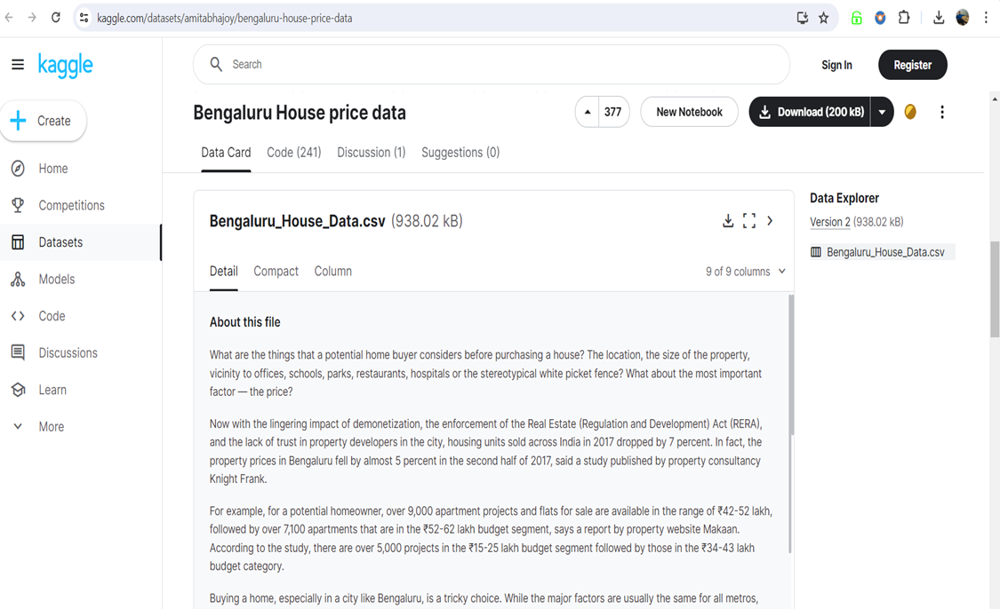 kaggle.com/datasets/amitabhajoy/bengaluru-house-price-data
kaggle
Search
Sign In
Register
Create
Bengaluru House price data
377
New Notebook
Download (200 kB)
Data Card
Code (241)
Discussion (1)
Suggestions (0)
Home
Competitions
Datasets
Models
Code
Discussions
Learn
More
Bengaluru_House_Data.csv (938.02 kB)
Detail
Compact
Column
9 of 9 columns
About this file
What are the things that a potential home buyer considers before purchasing a house? The location, the size of the property,
vicinity to offices, schools, parks, restaurants, hospitals or the stereotypical white picket fence? What about the most important
factor — the price?
Now with the lingering impact of demonetization, the enforcement of the Real Estate (Regulation and Development) Act (RERA),
and the lack of trust in property developers in the city, housing units sold across India in 2017 dropped by 7 percent. In fact, the
property prices in Bengaluru fell by almost 5 percent in the second half of 2017, said a study published by property consultancy
Knight Frank.
For example, for a potential homeowner, over 9,000 apartment projects and flats for sale are available in the range of ₹42-52 lakh,
followed by over 7,100 apartments that are in the ₹52-62 lakh budget segment, says a report by property website Makaan.
According to the study, there are over 5,000 projects in the ₹15-25 lakh budget segment followed by those in the ₹34-43 lakh
budget category.
Buying a home, especially in a city like Bengaluru, is a tricky choice. While the major factors are usually the same for all metros,
Data Explorer
Version 2 (938.02 kB)
Bengaluru_House_Data.csv